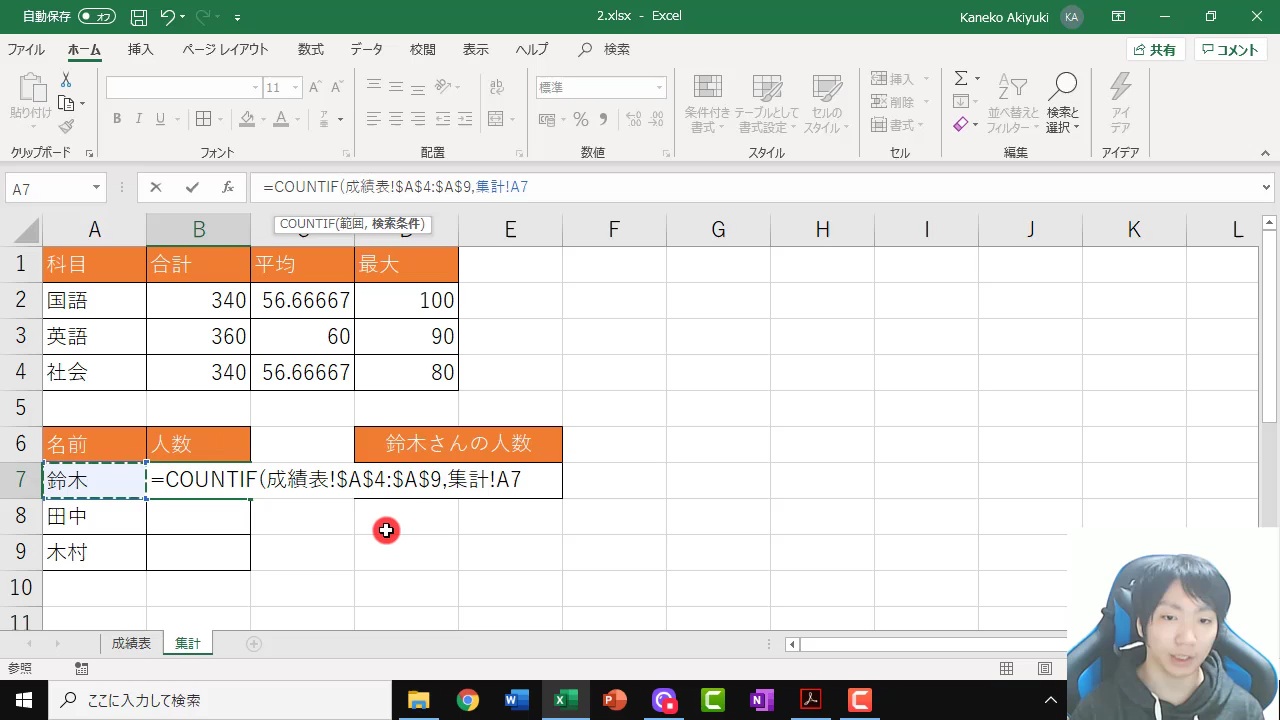 自動保存 オフ 2.xlsx - Excel Kaneko Akiyuki KA
ファイル ホーム 挿入 ページ レイアウト 数式 データ 校閲 表示 ヘルプ 検索 共有 コメント
貼り付け 11 A A 標準 条件付き書式 テーブルとして書式設定 セルのスタイル 挿入 削除 書式 並べ替えとフィルター 検索と選択 アイデア
B I U A %
クリップボード フォント 配置 数値 スタイル セル 編集 アイデア
A7 fx =COUNTIF(成績表!$A$4:$A$9,集計!A7
COUNTIF(範囲, 検索条件)
A B C D E F G H I J K L
1 科目 合計 平均 最大
2 国語 340 56.66667 100
3 英語 360 60 90
4 社会 340 56.66667 80
5
6 名前 人数 鈴木さんの人数
7 鈴木 =COUNTIF(成績表!$A$4:$A$9,集計!A7
8 田中
9 木村
10
11
成績表 集計
参照
ここに入力して検索